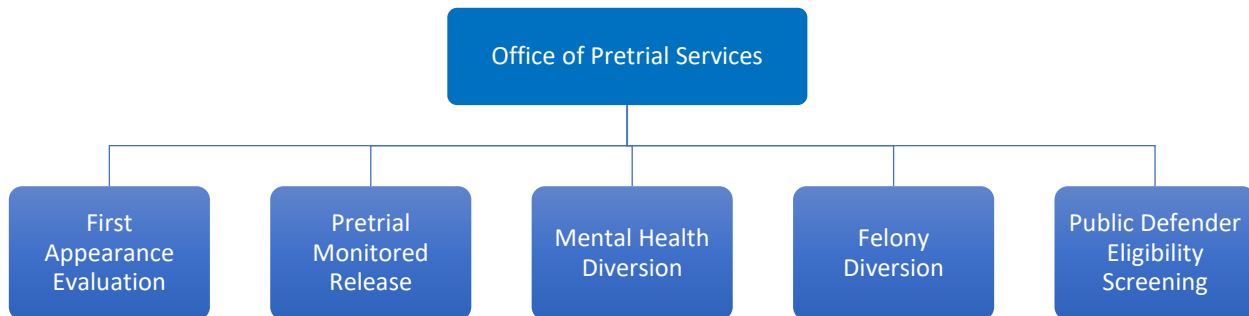 Office of Pretrial Services
First
Appearance
Evaluation
Pretrial
Monitored
Release
Mental Health
Diversion
Felony
Diversion
Public Defender
Eligibility
Screening